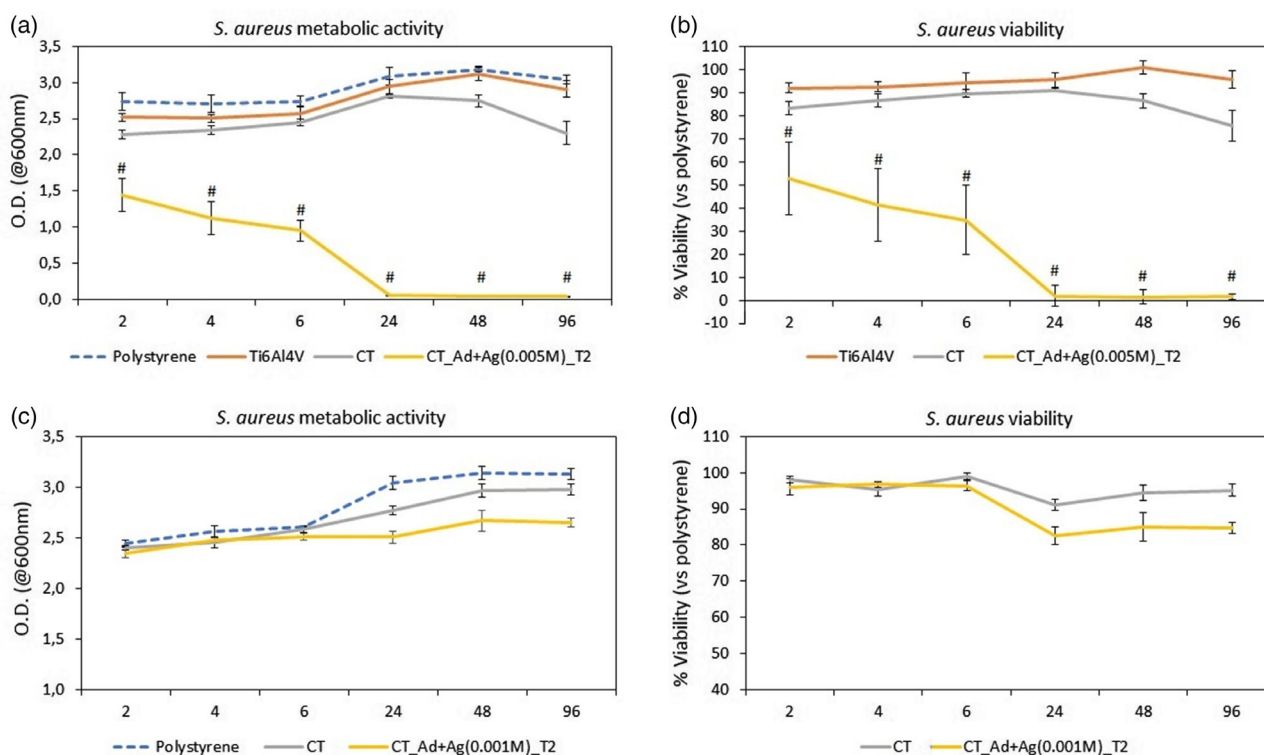 (a)
S. aureus metabolic activity
3,5
3,0
2,5
2,0
1,5
1,0
0,5
0,0
O.D. (@600nm)
# # # # # #
2 4 6 24 48 96
Polystyrene Ti6Al4V CT CT_Ad+Ag(0.005M)_T2
(b)
S. aureus viability
110
100
90
80
70
60
50
40
30
20
10
0
-10
% Viability (vs polystyrene)
# # # # # #
2 4 6 24 48 96
Ti6Al4V CT CT_Ad+Ag(0.005M)_T2
(c)
S. aureus metabolic activity
3,5
3,0
2,5
2,0
1,5
1,0
O.D. (@600nm)
2 4 6 24 48 96
Polystyrene CT CT_Ad+Ag(0.001M)_T2
(d)
S. aureus viability
110
100
90
80
70
60
50
40
% Viability (vs polystyrene)
2 4 6 24 48 96
CT CT_Ad+Ag(0.001M)_T2